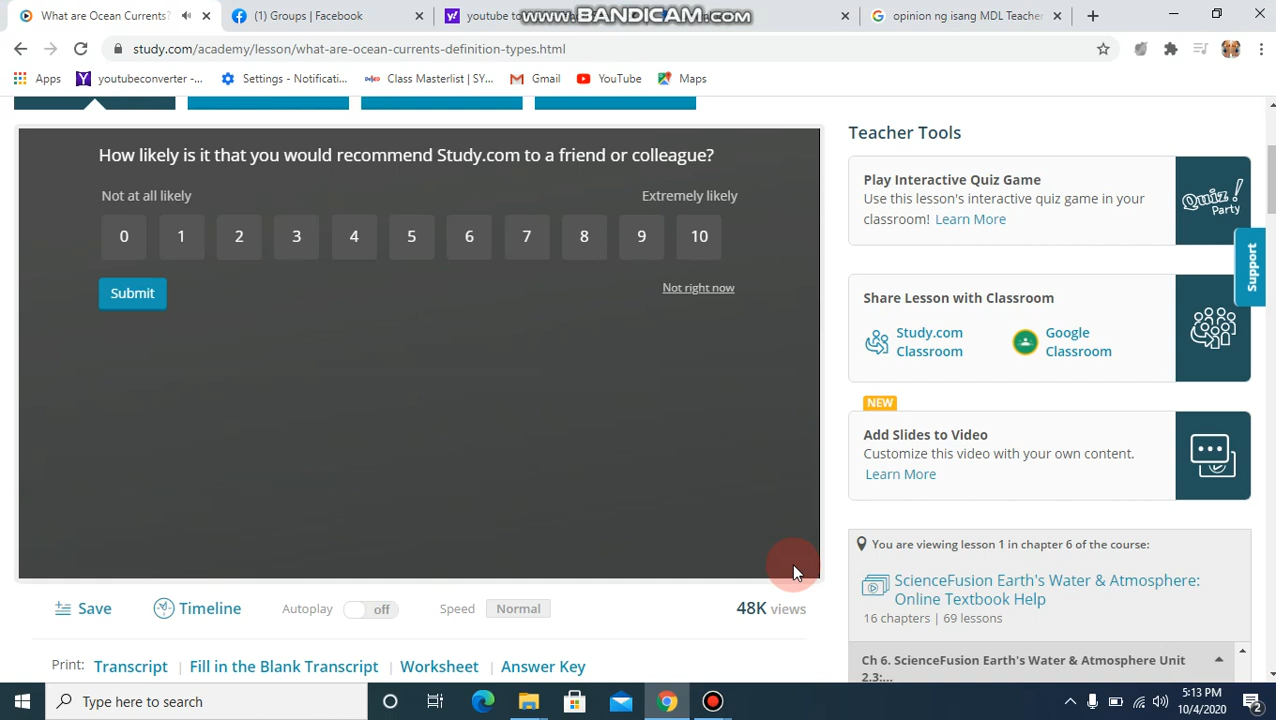 What are Ocean Currents?
(1) Groups | Facebook
youtube to
www.BANDICAM.com
opinion ng isang MDL Teacher
study.com/academy/lesson/what-are-ocean-currents-definition-types.html
Apps
youtubeconverter -...
Settings - Notificati...
Class Masterlist | SY...
Gmail
YouTube
Maps
How likely is it that you would recommend Study.com to a friend or colleague?
Not at all likely
Extremely likely
0 1 2 3 4 5 6 7 8 9 10
Submit
Not right now
Save
Timeline
Autoplay
off
Speed
Normal
48K views
Print: Transcript | Fill in the Blank Transcript | Worksheet | Answer Key
Teacher Tools
Play Interactive Quiz Game
Use this lesson's interactive quiz game in your
classroom! Learn More
Quiz!
Party
Support
Share Lesson with Classroom
Study.com
Classroom
Google
Classroom
NEW
Add Slides to Video
Customize this video with your own content.
Learn More
You are viewing lesson 1 in chapter 6 of the course:
ScienceFusion Earth's Water & Atmosphere:
Online Textbook Help
16 chapters | 69 lessons
Ch 6. ScienceFusion Earth's Water & Atmosphere Unit
2.3:...
Type here to search
5:13 PM
10/4/2020
2